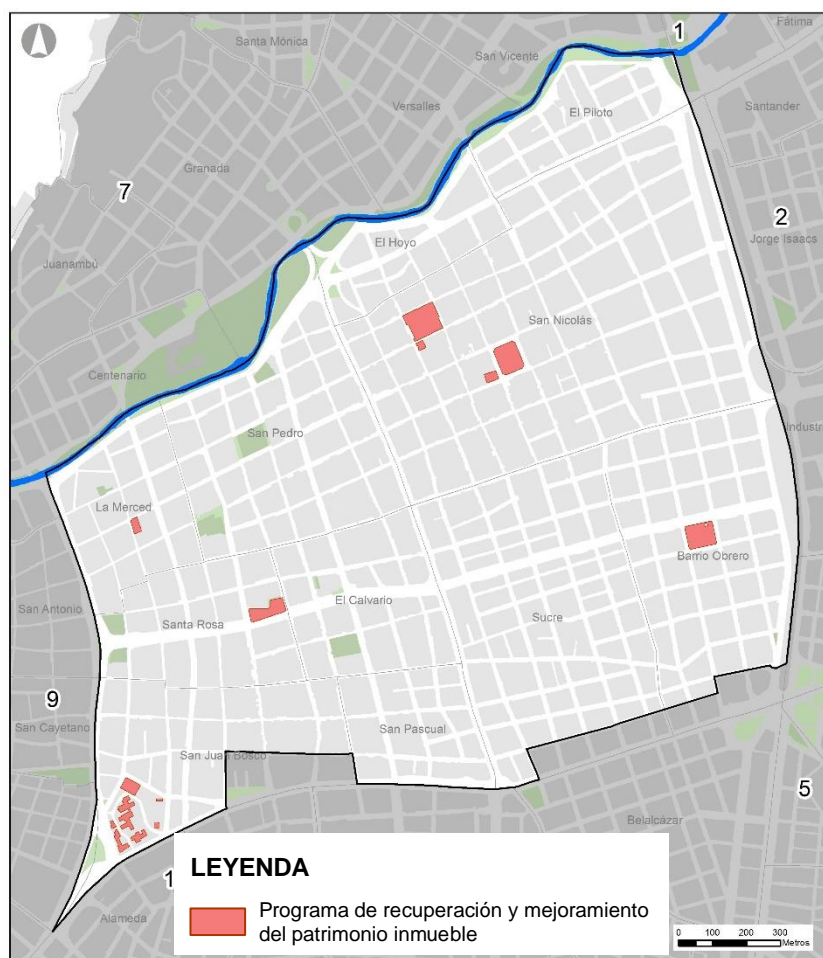 1
Fátima
Santa Mónica
San Vicente
Versalles
El Piloto
Santander
Granada
7
2
Jorge Isaacs
El Hoyo
Juanambú
San Nicolás
Centenario
San Pedro
Industri
La Merced
Barrio Obrero
San Antonio
El Calvario
Santa Rosa
Sucre
9
San Cayetano
San Pascual
San Juan Bosco
5
Belalcázar
1
Alameda
LEYENDA
Programa de recuperación y mejoramiento
del patrimonio inmueble
0 100 200 300
Metros